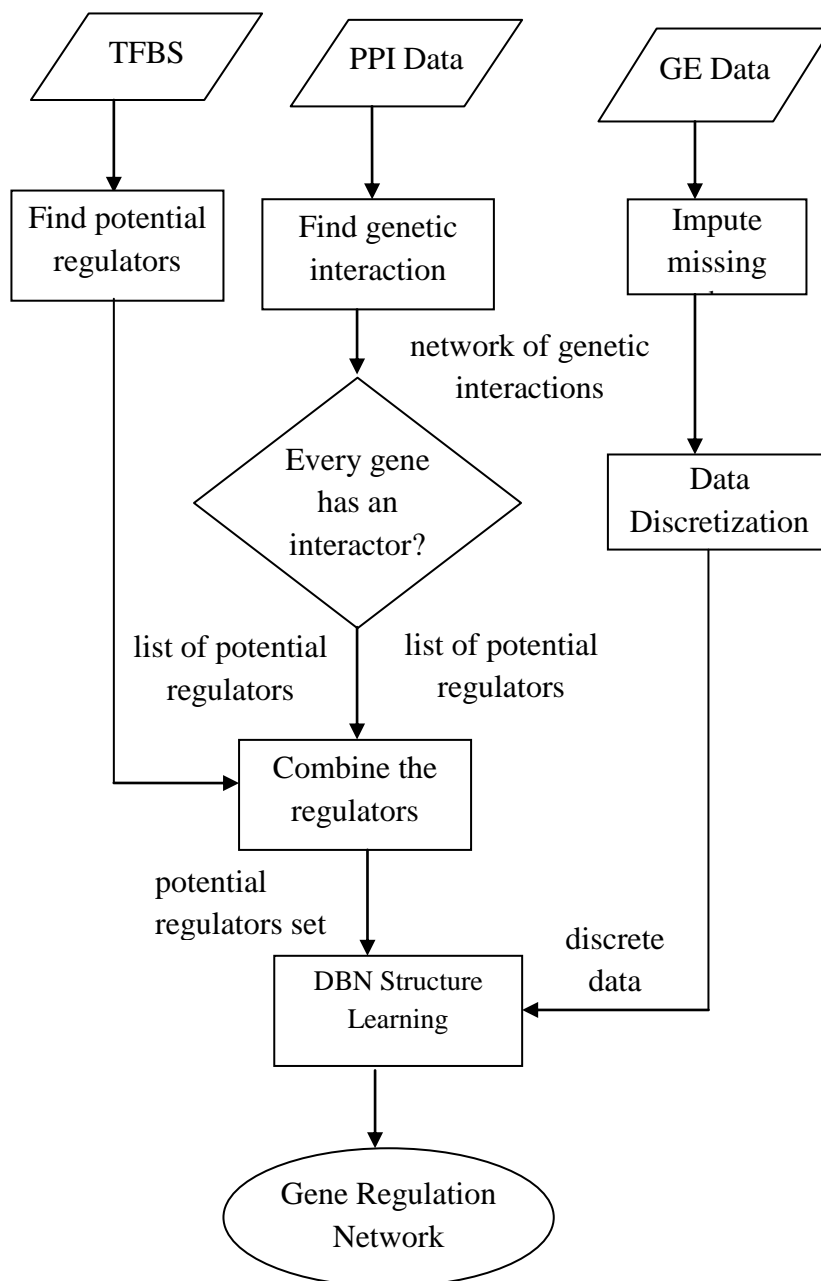 TFBS
PPI Data
GE Data
Find potential
regulators
Find genetic
interaction
Impute
missing
network of genetic
interactions
Every gene
has an
interactor?
Data
Discretization
list of potential
regulators
list of potential
regulators
Combine the
regulators
potential
regulators set
discrete
data
DBN Structure
Learning
Gene Regulation
Network